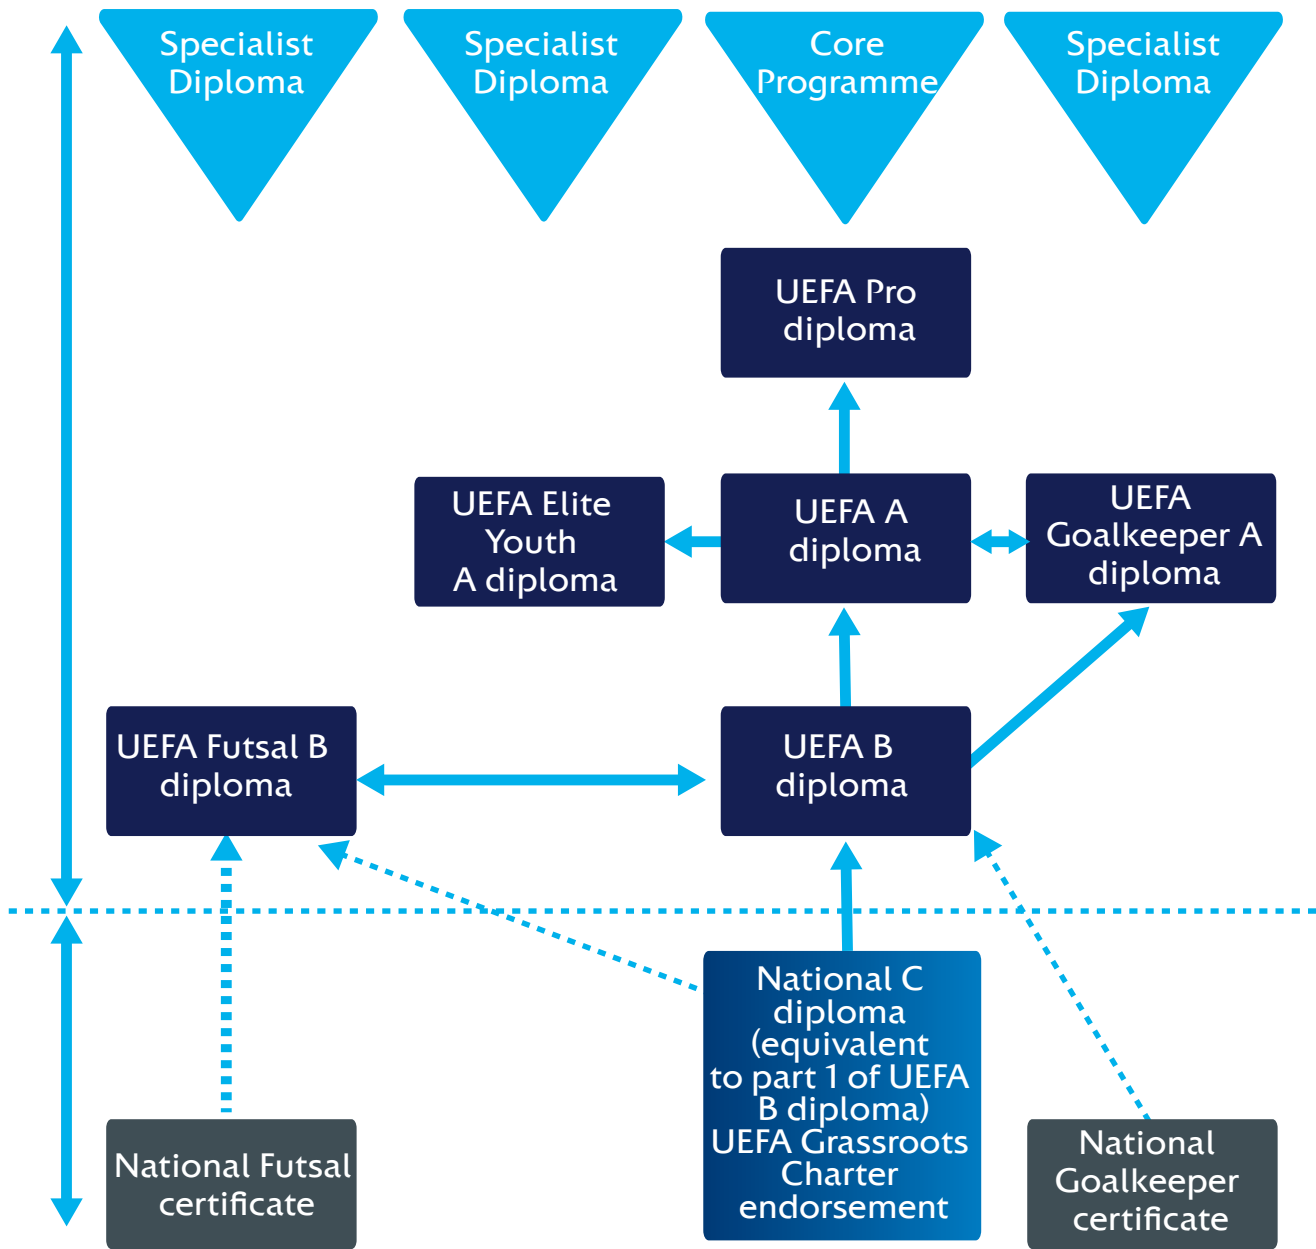 Specialist
Diploma
Specialist
Diploma
Core
Programme
Specialist
Diploma
UEFA Pro
diploma
UEFA Elite
Youth
A diploma
UEFA A
diploma
UEFA
Goalkeeper A
diploma
UEFA Futsal B
diploma
UEFA B
diploma
National Futsal
certificate
National C
diploma
(equivalent
to part 1 of UEFA
B diploma)
UEFA Grassroots
Charter
endorsement
National
Goalkeeper
certificate